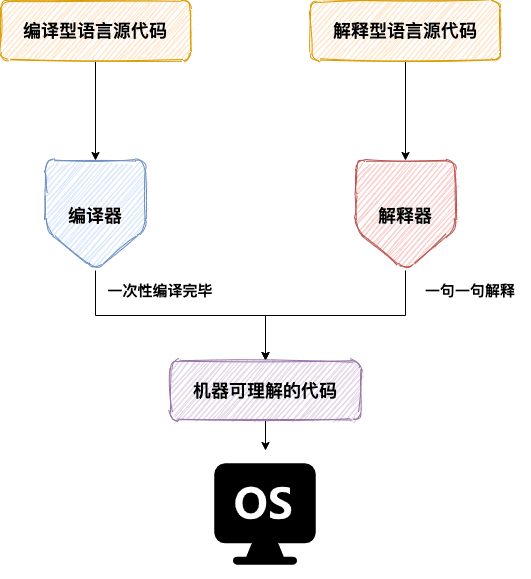 编译型语言源代码
解释型语言源代码
编译器
解释器
一次性编译完毕
一句一句解释
机器可理解的代码
OS